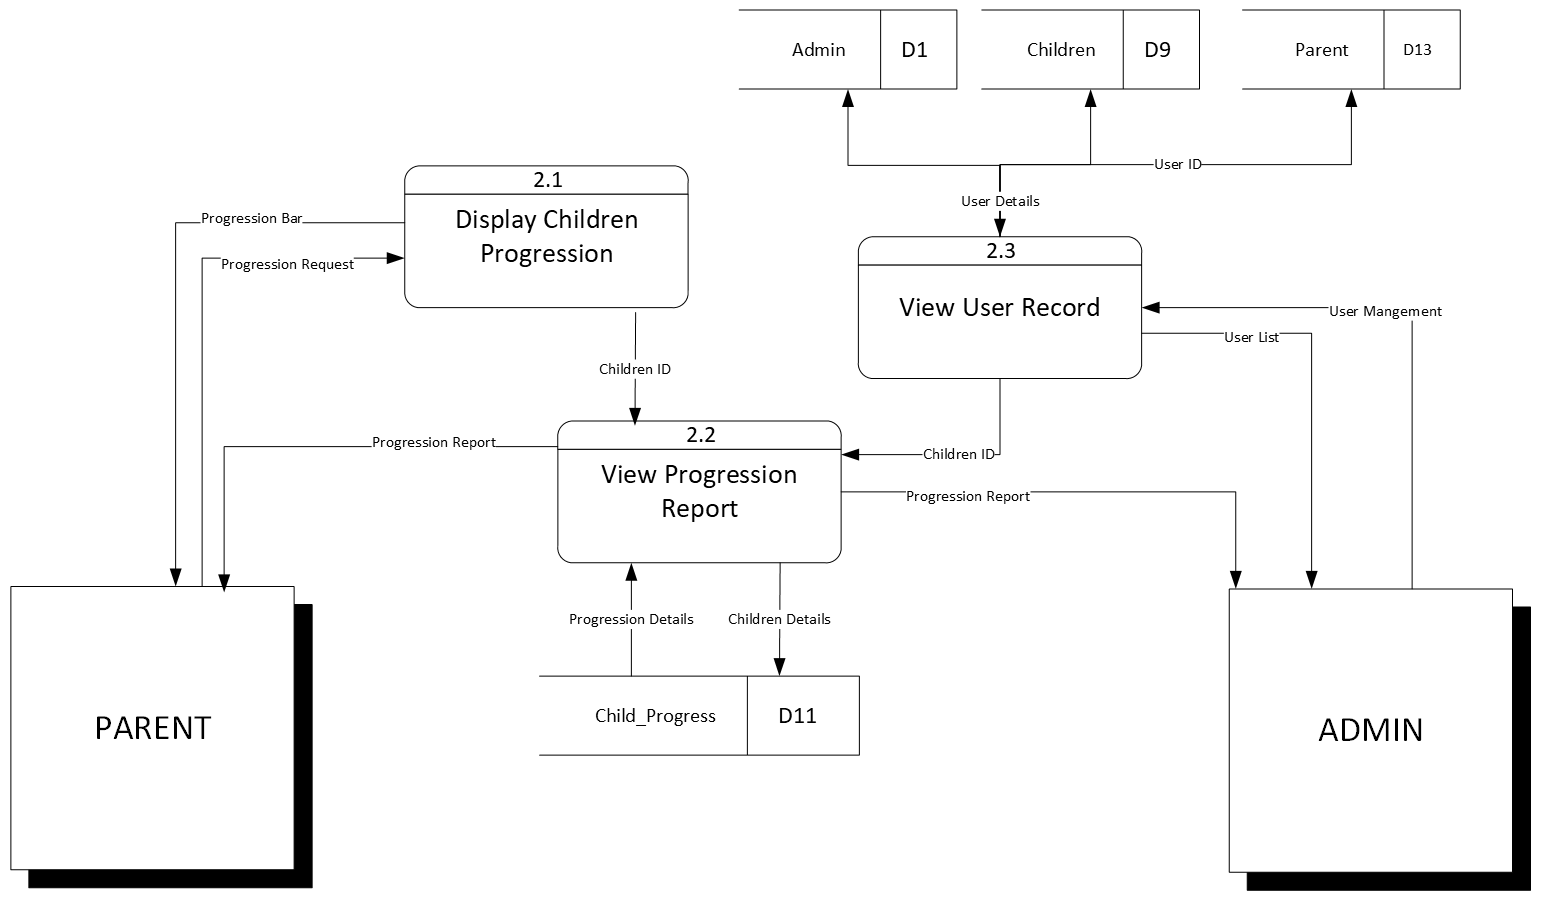 Admin
D1
Children
D9
Parent
D13
User ID
User Details
2.1
Display Children
Progression
Progression Bar
Progression Request
2.3
View User Record
User Mangement
User List
Children ID
2.2
View Progression
Report
Progression Report
Children ID
Progression Report
Progression Details
Children Details
Child_Progress
D11
PARENT
ADMIN